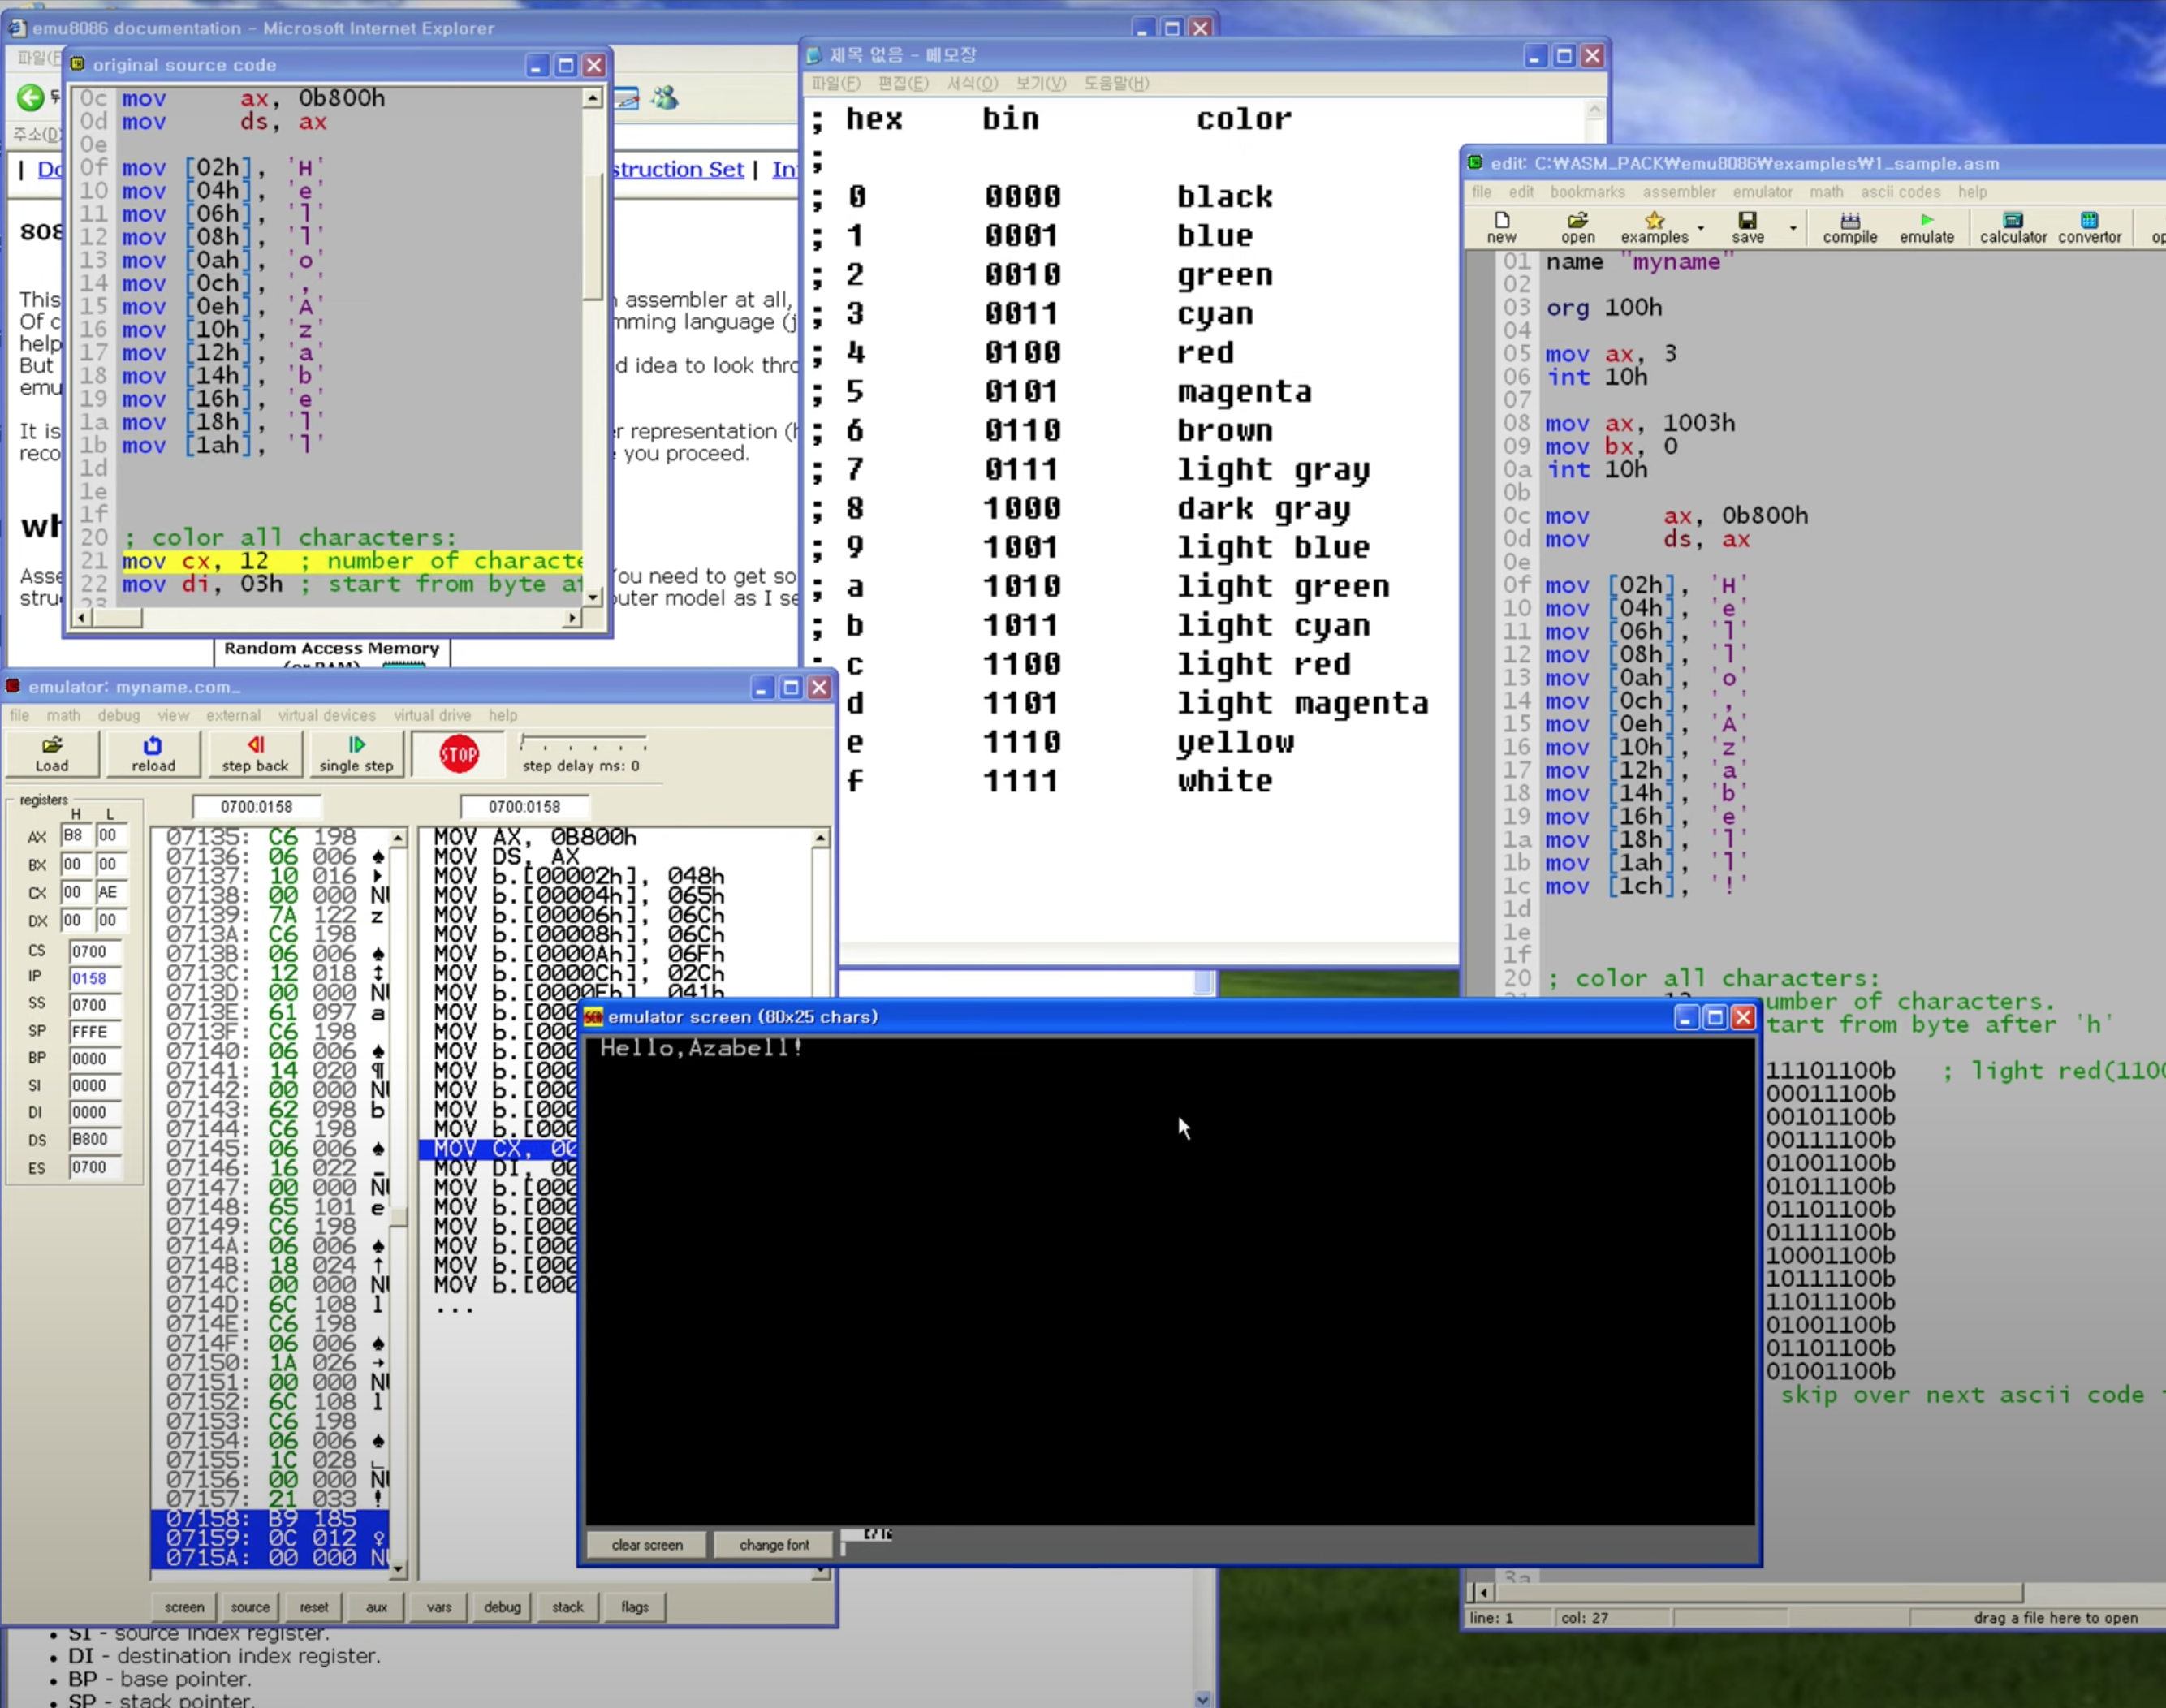 emu8086 documentation - Microsoft Internet Explorer
original source code
0c mov ax, 0b800h
0d mov ds, ax
0e
0f mov [02h], 'H'
10 mov [04h], 'e'
11 mov [06h], 'l'
12 mov [08h], 'l'
13 mov [0ah], 'o'
14 mov [0ch], ','
15 mov [0eh], 'A'
16 mov [10h], 'z'
17 mov [12h], 'a'
18 mov [14h], 'b'
19 mov [16h], 'e'
1a mov [18h], 'l'
1b mov [1ah], 'l'
1d
1e
1f
20 ; color all characters:
21 mov cx, 12 ; number of characte
22 mov di, 03h ; start from byte af
주소(D)
struction Set |
808
This
assembler at all,
Of c
mming language (j
help
But
d idea to look thro
emu
It is
r representation (h
reco
you proceed.
wh
Asse
You need to get so
stru
outer model as I se
Random Access Memory
(or RAM)
제목 없음 - 메모장
파일(F) 편집(E) 서식(O) 보기(V) 도움말(H)
; hex bin color
;
; 0 0000 black
; 1 0001 blue
; 2 0010 green
; 3 0011 cyan
; 4 0100 red
; 5 0101 magenta
; 6 0110 brown
; 7 0111 light gray
; 8 1000 dark gray
; 9 1001 light blue
; a 1010 light green
; b 1011 light cyan
c 1100 light red
d 1101 light magenta
e 1110 yellow
f 1111 white
edit: C:₩ASM_PACK₩emu8086₩examples₩1_sample.asm
file edit bookmarks assembler emulator math ascii codes help
new open examples save compile emulate calculator convertor op
01 name "myname"
02
03 org 100h
04
05 mov ax, 3
06 int 10h
07
08 mov ax, 1003h
09 mov bx, 0
0a int 10h
0b
0c mov ax, 0b800h
0d mov ds, ax
0e
0f mov [02h], 'H'
10 mov [04h], 'e'
11 mov [06h], 'l'
12 mov [08h], 'l'
13 mov [0ah], 'o'
14 mov [0ch], ','
15 mov [0eh], 'A'
16 mov [10h], 'z'
17 mov [12h], 'a'
18 mov [14h], 'b'
19 mov [16h], 'e'
1a mov [18h], 'l'
1b mov [1ah], 'l'
1c mov [1ch], '!'
1d
1e
1f
20 ; color all characters:
umber of characters.
tart from byte after 'h'
11101100b ; light red(1100
00011100b
00101100b
00111100b
01001100b
01011100b
01101100b
01111100b
10001100b
10111100b
11011100b
01001100b
01101100b
01001100b
skip over next ascii code
3a
line: 1 col: 27 drag a file here to open
emulator: myname.com_
file math debug view external virtual devices virtual drive help
Load reload step back single step STOP step delay ms: 0
registers
H L
AX B8 00
BX 00 00
CX 00 AE
DX 00 00
CS 0700
IP 0158
SS 0700
SP FFFE
BP 0000
SI 0000
DI 0000
DS B800
ES 0700
0700:0158
07135: C6 198
07136: 06 006 ♠
07137: 10 016 ►
07138: 00 000 NU
07139: 7A 122 z
0713A: C6 198
0713B: 06 006 ♠
0713C: 12 018 ↕
0713D: 00 000 NU
0713E: 61 097 a
0713F: C6 198
07140: 06 006 ♠
07141: 14 020 ¶
07142: 00 000 NU
07143: 62 098 b
07144: C6 198
07145: 06 006 ♠
07146: 16 022 ▬
07147: 00 000 NU
07148: 65 101 e
07149: C6 198
0714A: 06 006 ♠
0714B: 18 024 ↑
0714C: 00 000 NU
0714D: 6C 108 l
0714E: C6 198
0714F: 06 006 ♠
07150: 1A 026 →
07151: 00 000 NU
07152: 6C 108 l
07153: C6 198
07154: 06 006 ♠
07155: 1C 028 ∟
07156: 00 000 NU
07157: 21 033 !
07158: B9 185
07159: 0C 012 ♀
0715A: 00 000 NU
0700:0158
MOV AX, 0B800h
MOV DS, AX
MOV b.[00002h], 048h
MOV b.[00004h], 065h
MOV b.[00006h], 06Ch
MOV b.[00008h], 06Ch
MOV b.[0000Ah], 06Fh
MOV b.[0000Ch], 02Ch
MOV b.[0000Eh], 041h
MOV b.[000
MOV b.[000
MOV b.[000
MOV b.[000
MOV b.[000
MOV b.[000
MOV b.[000
MOV CX, 00
MOV DI, 00
MOV b.[000
MOV b.[000
MOV b.[000
MOV b.[000
MOV b.[000
MOV b.[000
...
screen source reset aux vars debug stack flags
emulator screen (80x25 chars)
Hello,Azabell!
clear screen change font
• SI - source index register.
• DI - destination index register.
• BP - base pointer.
• SP - stack pointer.